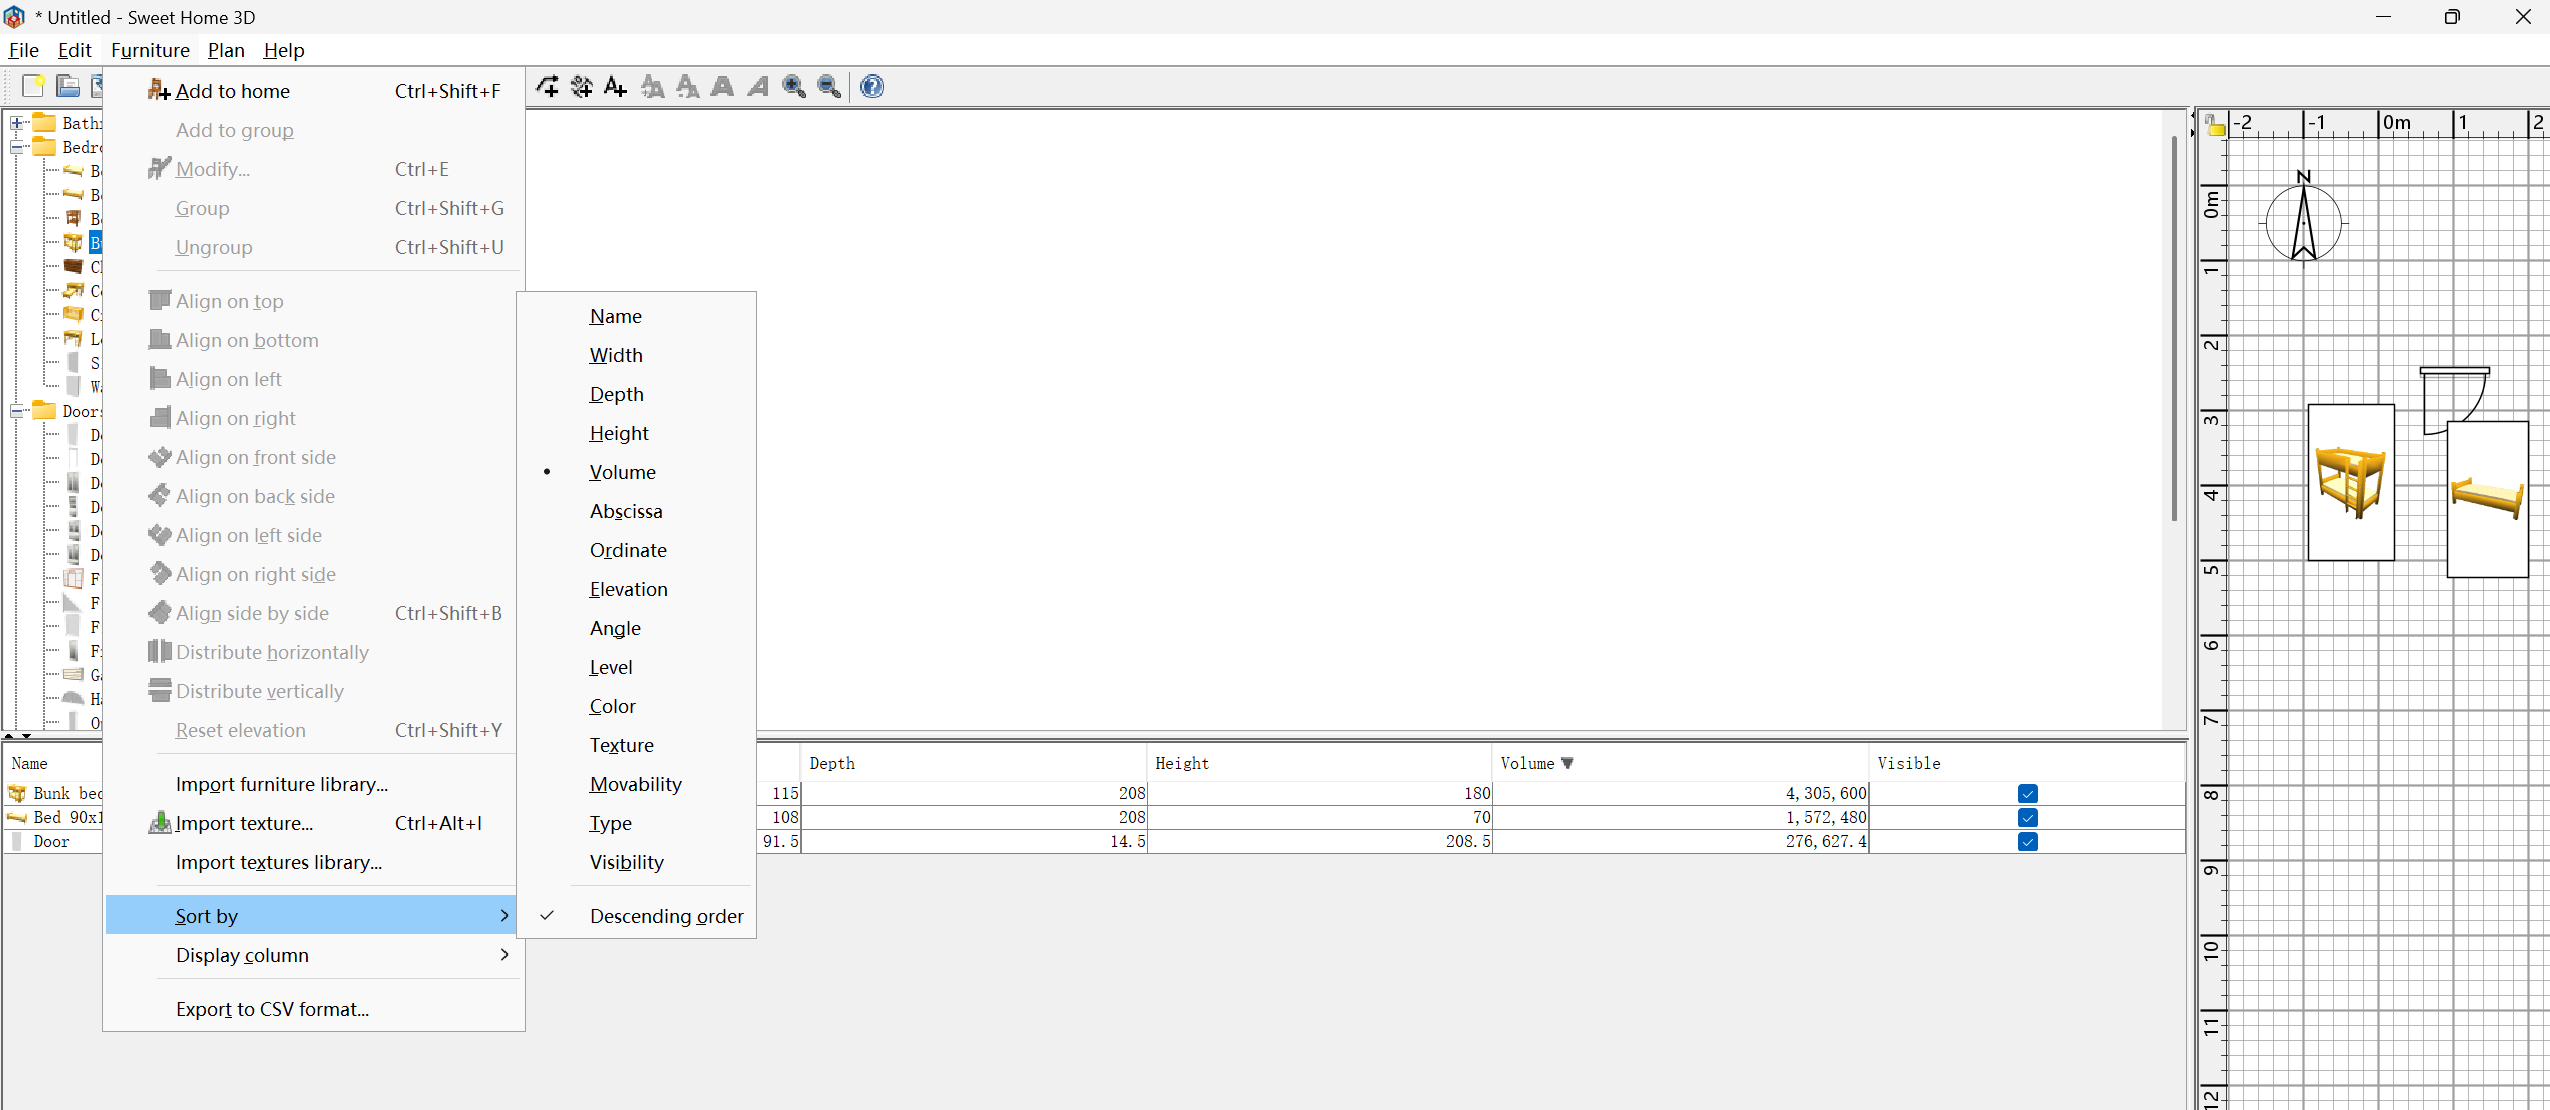 * Untitled - Sweet Home 3D
File Edit Furniture Plan Help
Add to home Ctrl+Shift+F
Add to group
Modify... Ctrl+E
Group Ctrl+Shift+G
Ungroup Ctrl+Shift+U
Align on top
Align on bottom
Align on left
Align on right
Align on front side
Align on back side
Align on left side
Align on right side
Align side by side Ctrl+Shift+B
Distribute horizontally
Distribute vertically
Reset elevation Ctrl+Shift+Y
Import furniture library...
Import texture... Ctrl+Alt+I
Import textures library...
Sort by
Display column
Export to CSV format...
Name
Width
Depth
Height
Volume
Abscissa
Ordinate
Elevation
Angle
Level
Color
Texture
Movability
Type
Visibility
Descending order
Name Depth Height Volume Visible
Bunk bed 115 208 180 4,305,600
Bed 108 208 70 1,572,480
Door 91.5 14.5 208.5 276,627.4
-2 -1 0m 1 2
N
0m
1
2
3
4
5
6
7
8
9
10
11
12